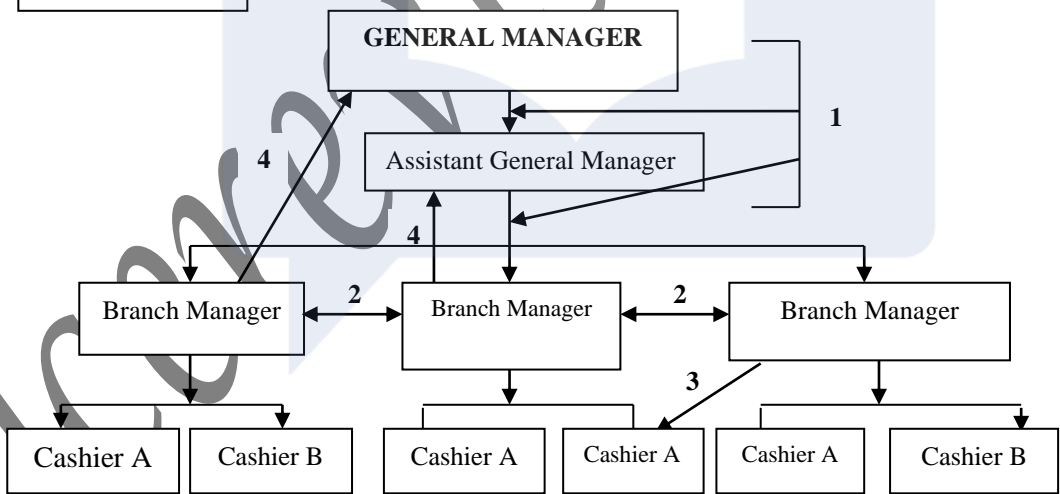 GENERAL MANAGER
1
4
Assistant General Manager
4
Branch Manager
2
Branch Manager
2
Branch Manager
3
Cashier A
Cashier B
Cashier A
Cashier A
Cashier A
Cashier B